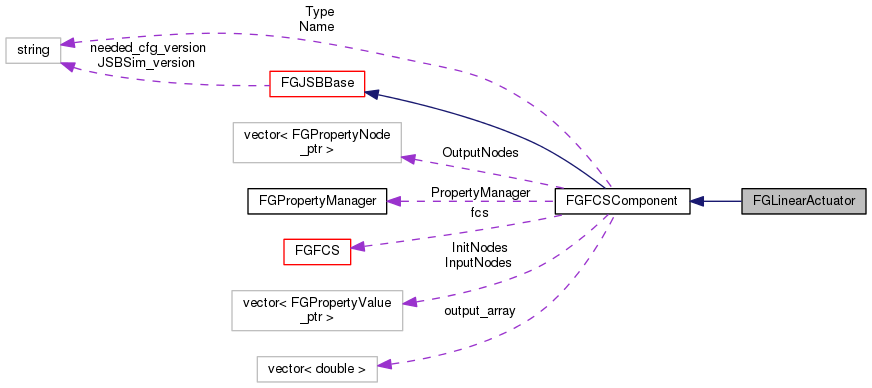 Type
Name
string
needed_cfg_version
JSBSim_version
FGJSBBase
vector< FGPropertyNode
_ptr >
OutputNodes
FGPropertyManager
PropertyManager
FGFCSComponent
FGLinearActuator
fcs
FGFCS
InitNodes
InputNodes
vector< FGPropertyValue
_ptr >
output_array
vector< double >